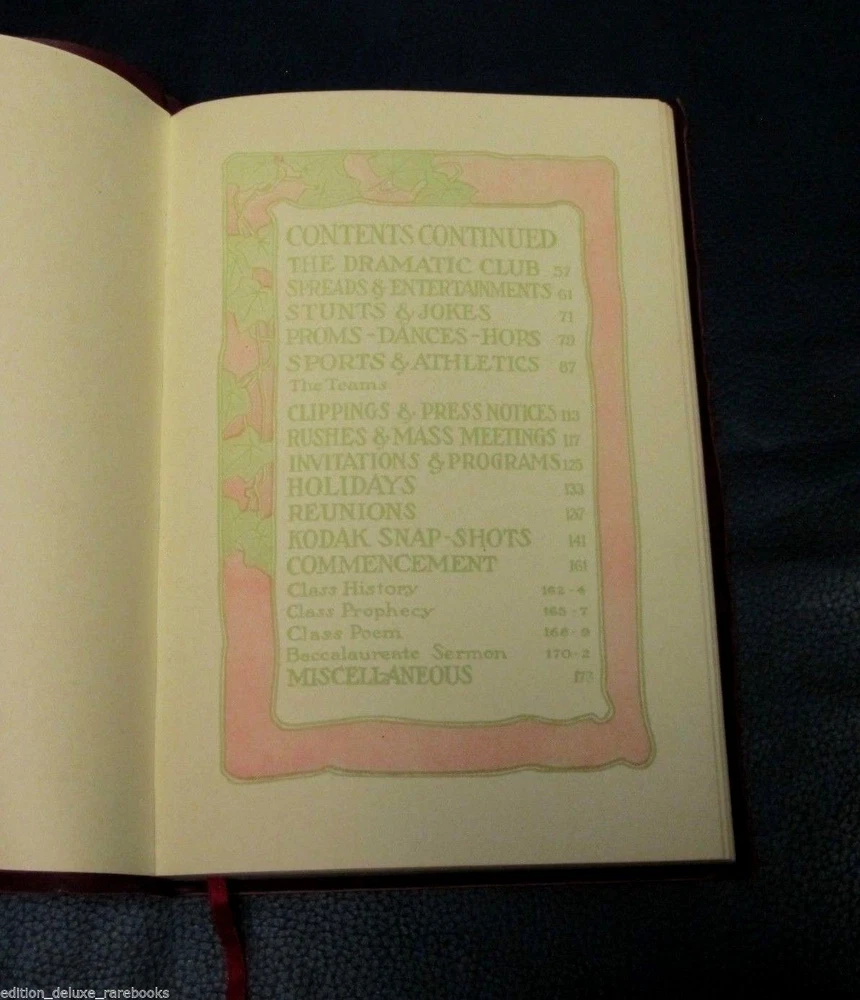 CONTENTS CONTINUED
THE DRAMATIC CLUB 57
SPREADS & ENTERTAINMENTS 61
STUNTS & JOKES 71
PROMS-DANCES-HOPS 79
SPORTS & ATHLETICS 87
The Teams
CLIPPINGS & PRESS NOTICES 113
RUSHES & MASS MEETINGS 117
INVITATIONS & PROGRAMS 125
HOLIDAYS 133
REUNIONS 137
KODAK SNAP-SHOTS 141
COMMENCEMENT 161
Class History 162-4
Class Prophecy 165-7
Class Poem 168-9
Baccalaureate Sermon 170-2
MISCELLANEOUS 173
edition_deluxe_rarebooks